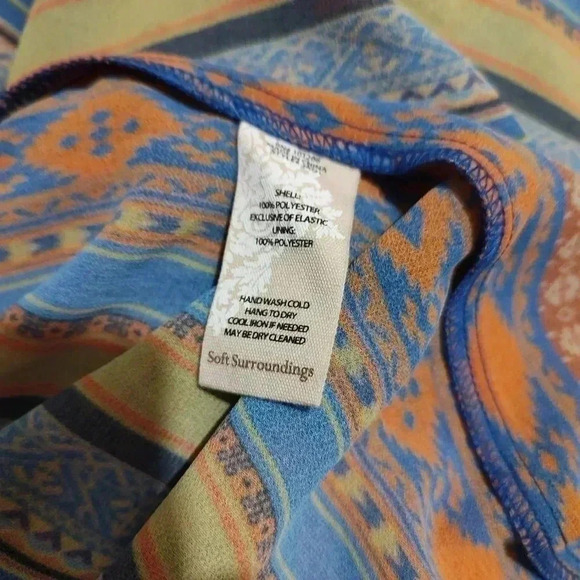 SHELL:
100% POLYESTER
EXCLUSIVE OF ELASTIC
LINING:
100% POLYESTER
HAND WASH COLD
HANG TO DRY
COOL IRON IF NEEDED
MAY BE DRY CLEANED
Soft Surroundings